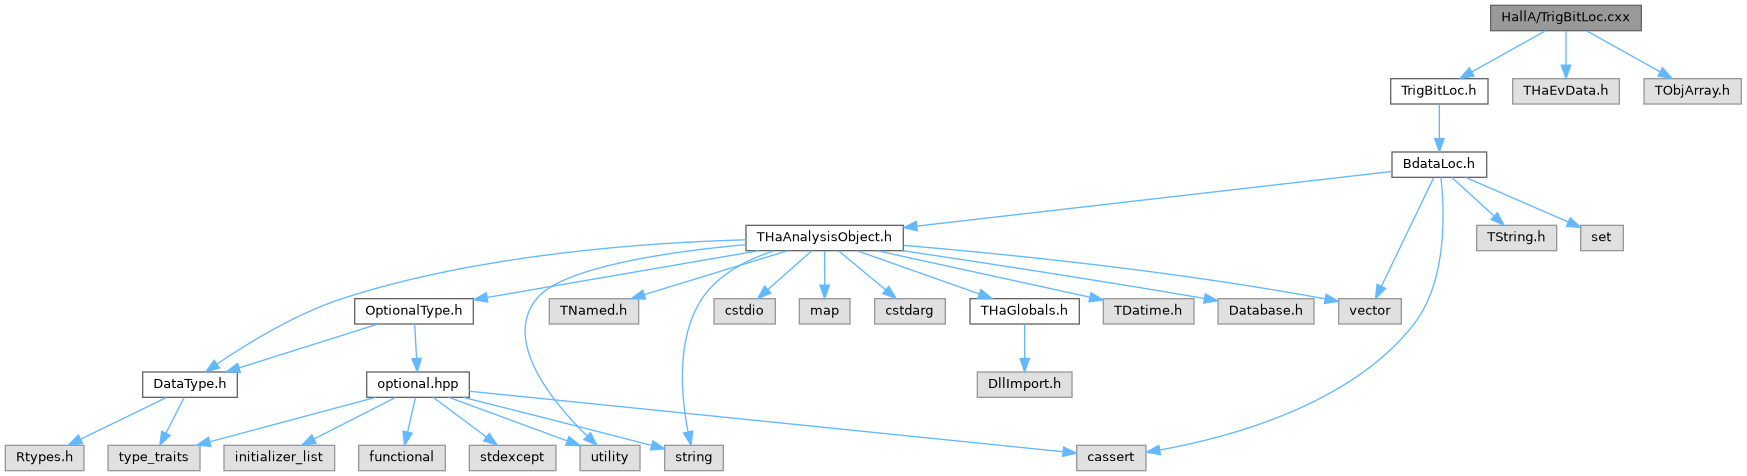 HallA/TrigBitLoc.cxx
TrigBitLoc.h
THaEvData.h
TObjArray.h
BdataLoc.h
THaAnalysisObject.h
TString.h
set
OptionalType.h
TNamed.h
cstdio
map
cstdarg
THaGlobals.h
TDatime.h
Database.h
vector
DataType.h
optional.hpp
DllImport.h
Rtypes.h
type_traits
initializer_list
functional
stdexcept
utility
string
cassert